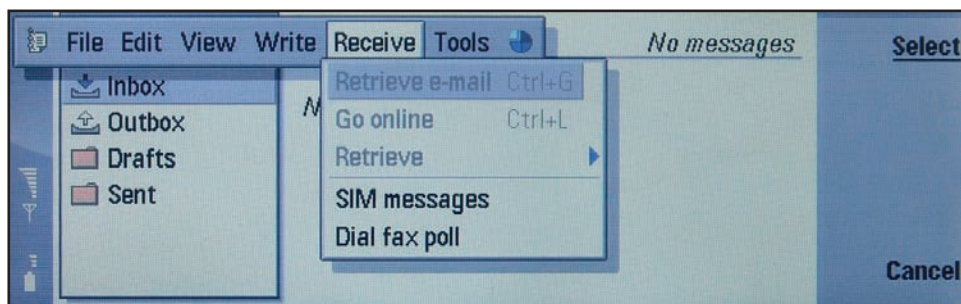 File Edit View Write Receive Tools
No messages
Select
Inbox
Retrieve e-mail Ctrl+G
Outbox
Go online Ctrl+L
Drafts
Retrieve
Sent
SIM messages
Dial fax poll
Cancel